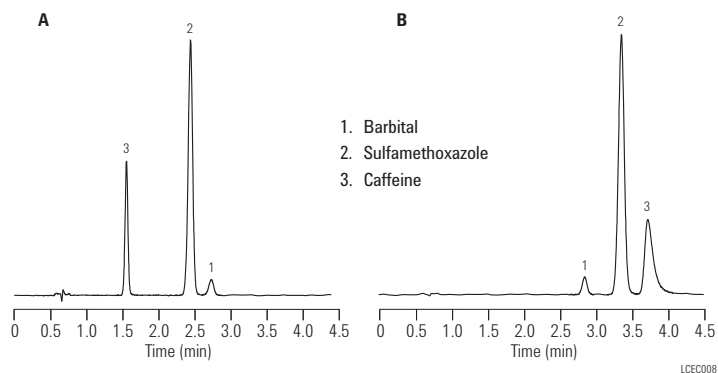 A
B
2
2
3
1. Barbital
2. Sulfamethoxazole
3. Caffeine
3
1
1
0 0.5 1.0 1.5 2.0 2.5 3.0 3.5 4.0 4.5
0 0.5 1.0 1.5 2.0 2.5 3.0 3.5 4.0 4.5
Time (min)
Time (min)
LCEC008